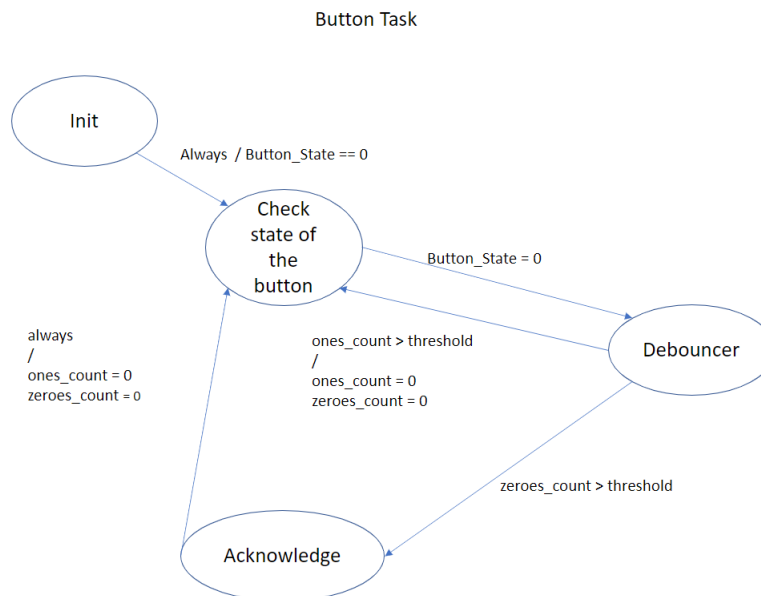 Button Task
Init
Always / Button_State == 0
Check
state of
the
button
Button_State = 0
always
/
ones_count = 0
zeroes_count = 0
ones_count > threshold
/
ones_count = 0
zeroes_count = 0
Debouncer
zeroes_count > threshold
Acknowledge